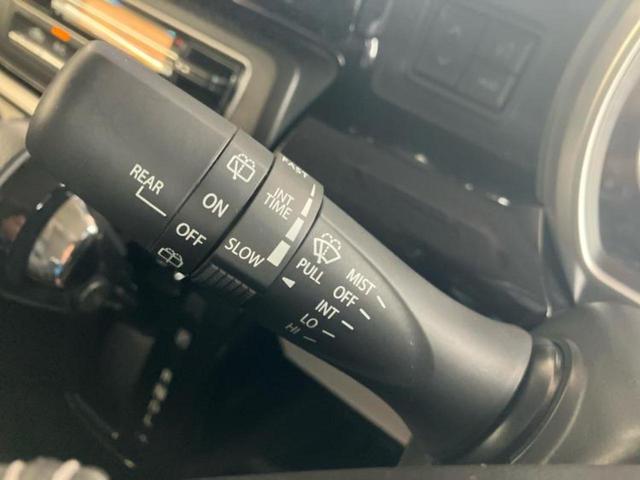 REAR
ON
OFF
FAST
INT
TIME
SLOW
PULL
MIST
OFF
INT
LO
HI